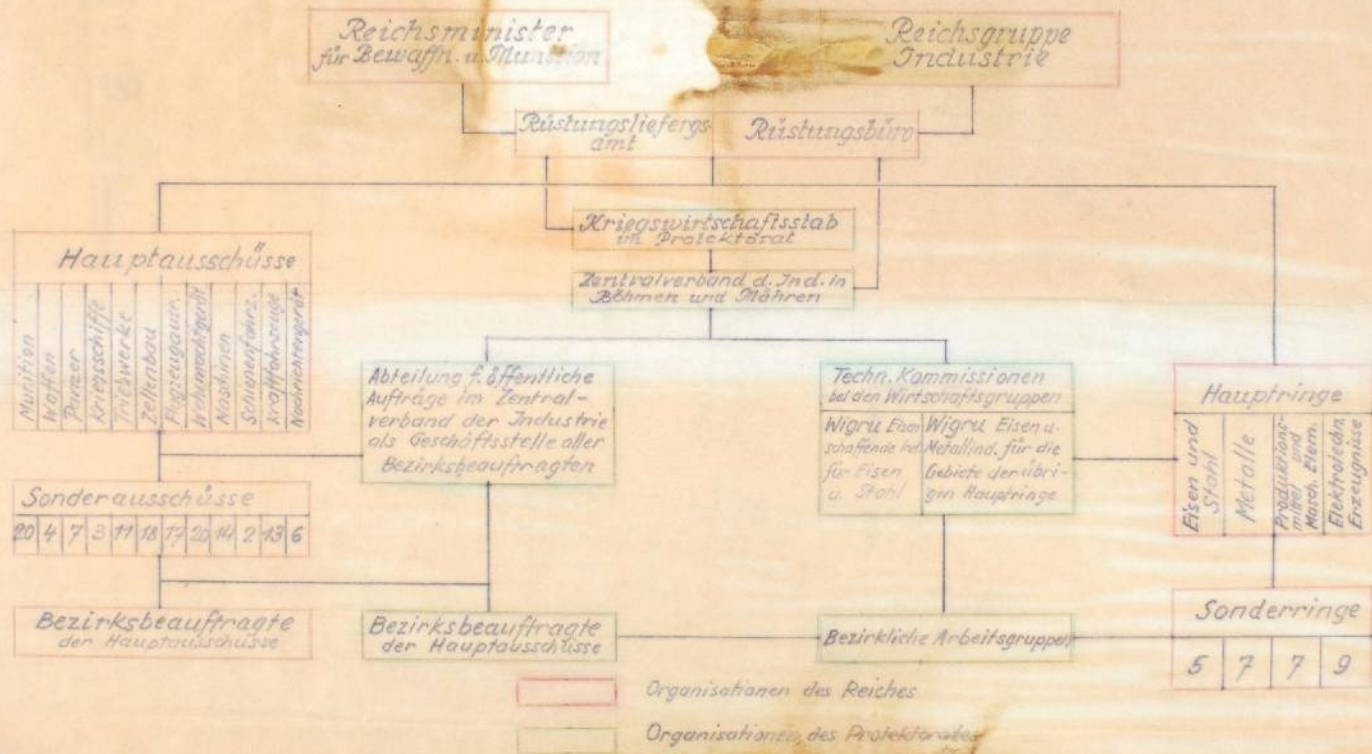 Reichsminister
für Bewaffn. u. Munition
Reichsgruppe
Industrie
Rüstungsliefergs
amt
Rüstungsbüro
Kriegswirtschaftsstab
im Protektorat
Zentralverband d. Ind. in
Böhmen und Mähren
Hauptausschüsse
Munition
Waffen
Panzer
Kriegsschiffe
Triebwerke
Zellenbau
Flugzeugausr.
Wehrmachtgerät
Maschinen
Schienenfahrz.
Kraftfahrzeuge
Nachrichtengerät
Abteilung f. öffentliche
Aufträge im Zentral-
verband der Industrie
als Geschäftsstelle aller
Bezirksbeauftragten
Techn. Kommissionen
bei den Wirtschaftsgruppen
Wigru Eisen
schaffende Ind.
für Eisen
u. Stahl
Wigru Eisen u.
Metallind. für die
Gebiete der übri-
gen Hauptringe
Hauptringe
Eisen und
Stahl
Metalle
Produktions-
mittel und
Masch. Elem.
Elektrotechn.
Erzeugnisse
Sonderausschüsse
20 4 7 3 11 18 17 20 14 2 13 6
Bezirksbeauftragte
der Hauptausschüsse
Bezirksbeauftragte
der Hauptausschüsse
Bezirkliche Arbeitsgruppen
Sonderringe
5 7 7 9
Organisationen des Reiches
Organisationen des Protektorates